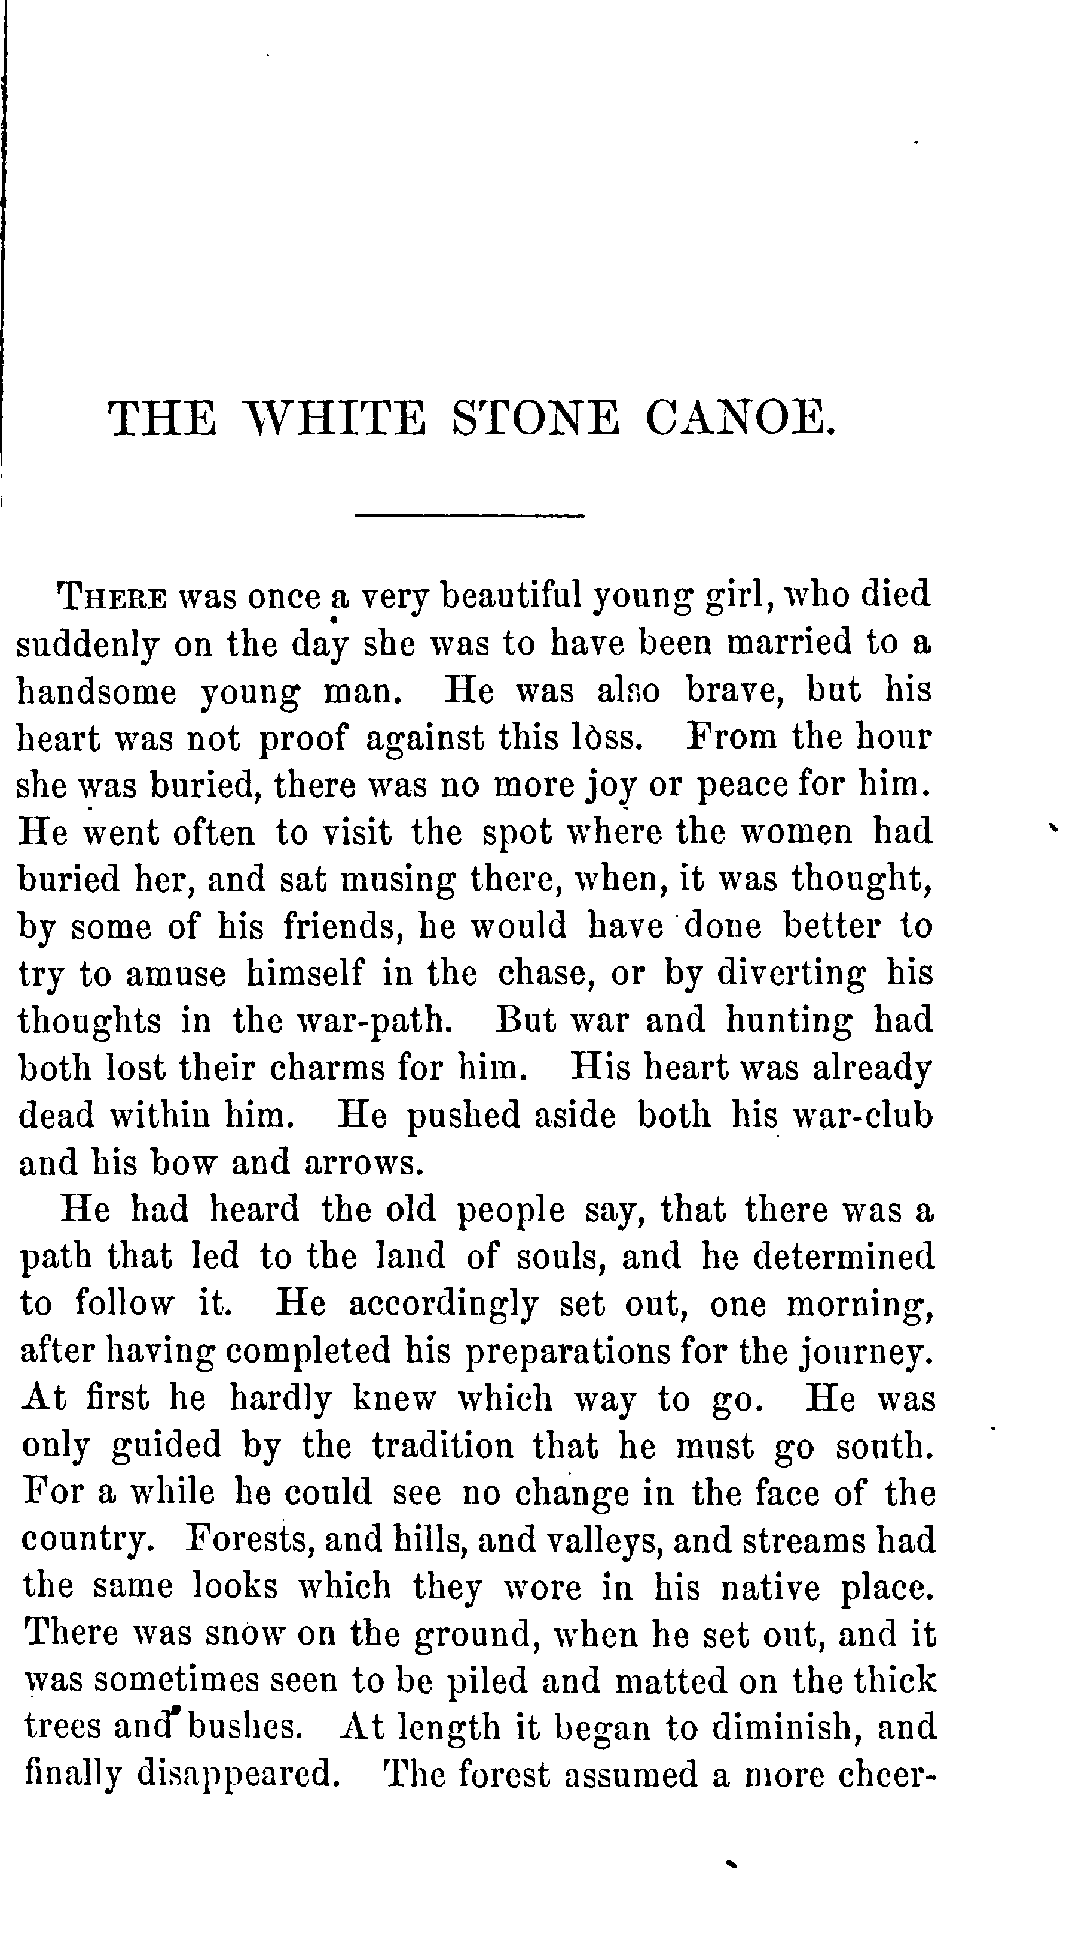 THE WHITE STONE CANOE.
THERE was once a very beautiful young girl, who died
suddenly on the day she was to have been married to a
handsome young man. He was also brave, but his
heart was not proof against this loss. From the hour
she was buried, there was no more joy or peace for him.
He went often to visit the spot where the women had
buried her, and sat musing there, when, it was thought,
by some of his friends, he would have done better to
try to amuse himself in the chase, or by diverting his
thoughts in the war-path. But war and hunting had
both lost their charms for him. His heart was already
dead within him. He pushed aside both his war-club
and his bow and arrows.
He had heard the old people say, that there was a
path that led to the land of souls, and he determined
to follow it. He accordingly set out, one morning,
after having completed his preparations for the journey.
At first he hardly knew which way to go. He was
only guided by the tradition that he must go south.
For a while he could see no change in the face of the
country. Forests, and hills, and valleys, and streams had
the same looks which they wore in his native place.
There was snow on the ground, when he set out, and it
was sometimes seen to be piled and matted on the thick
trees and bushes. At length it began to diminish, and
finally disappeared. The forest assumed a more cheer-